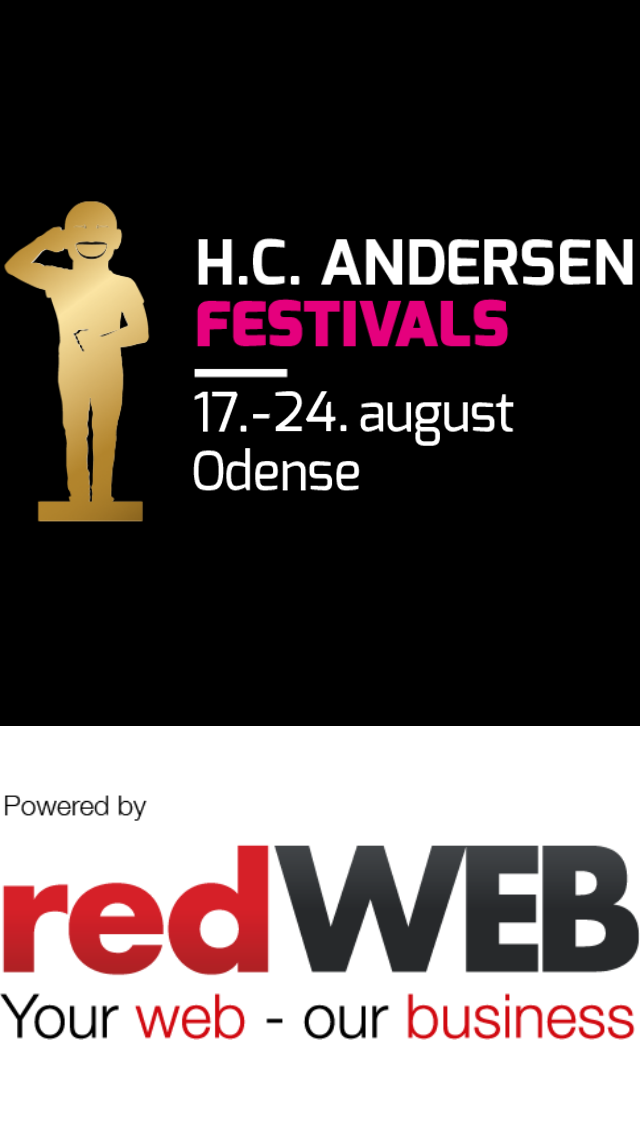 H.C. ANDERSEN
FESTIVALS
17.-24. august
Odense
Powered by
redWEB
Your web - our business